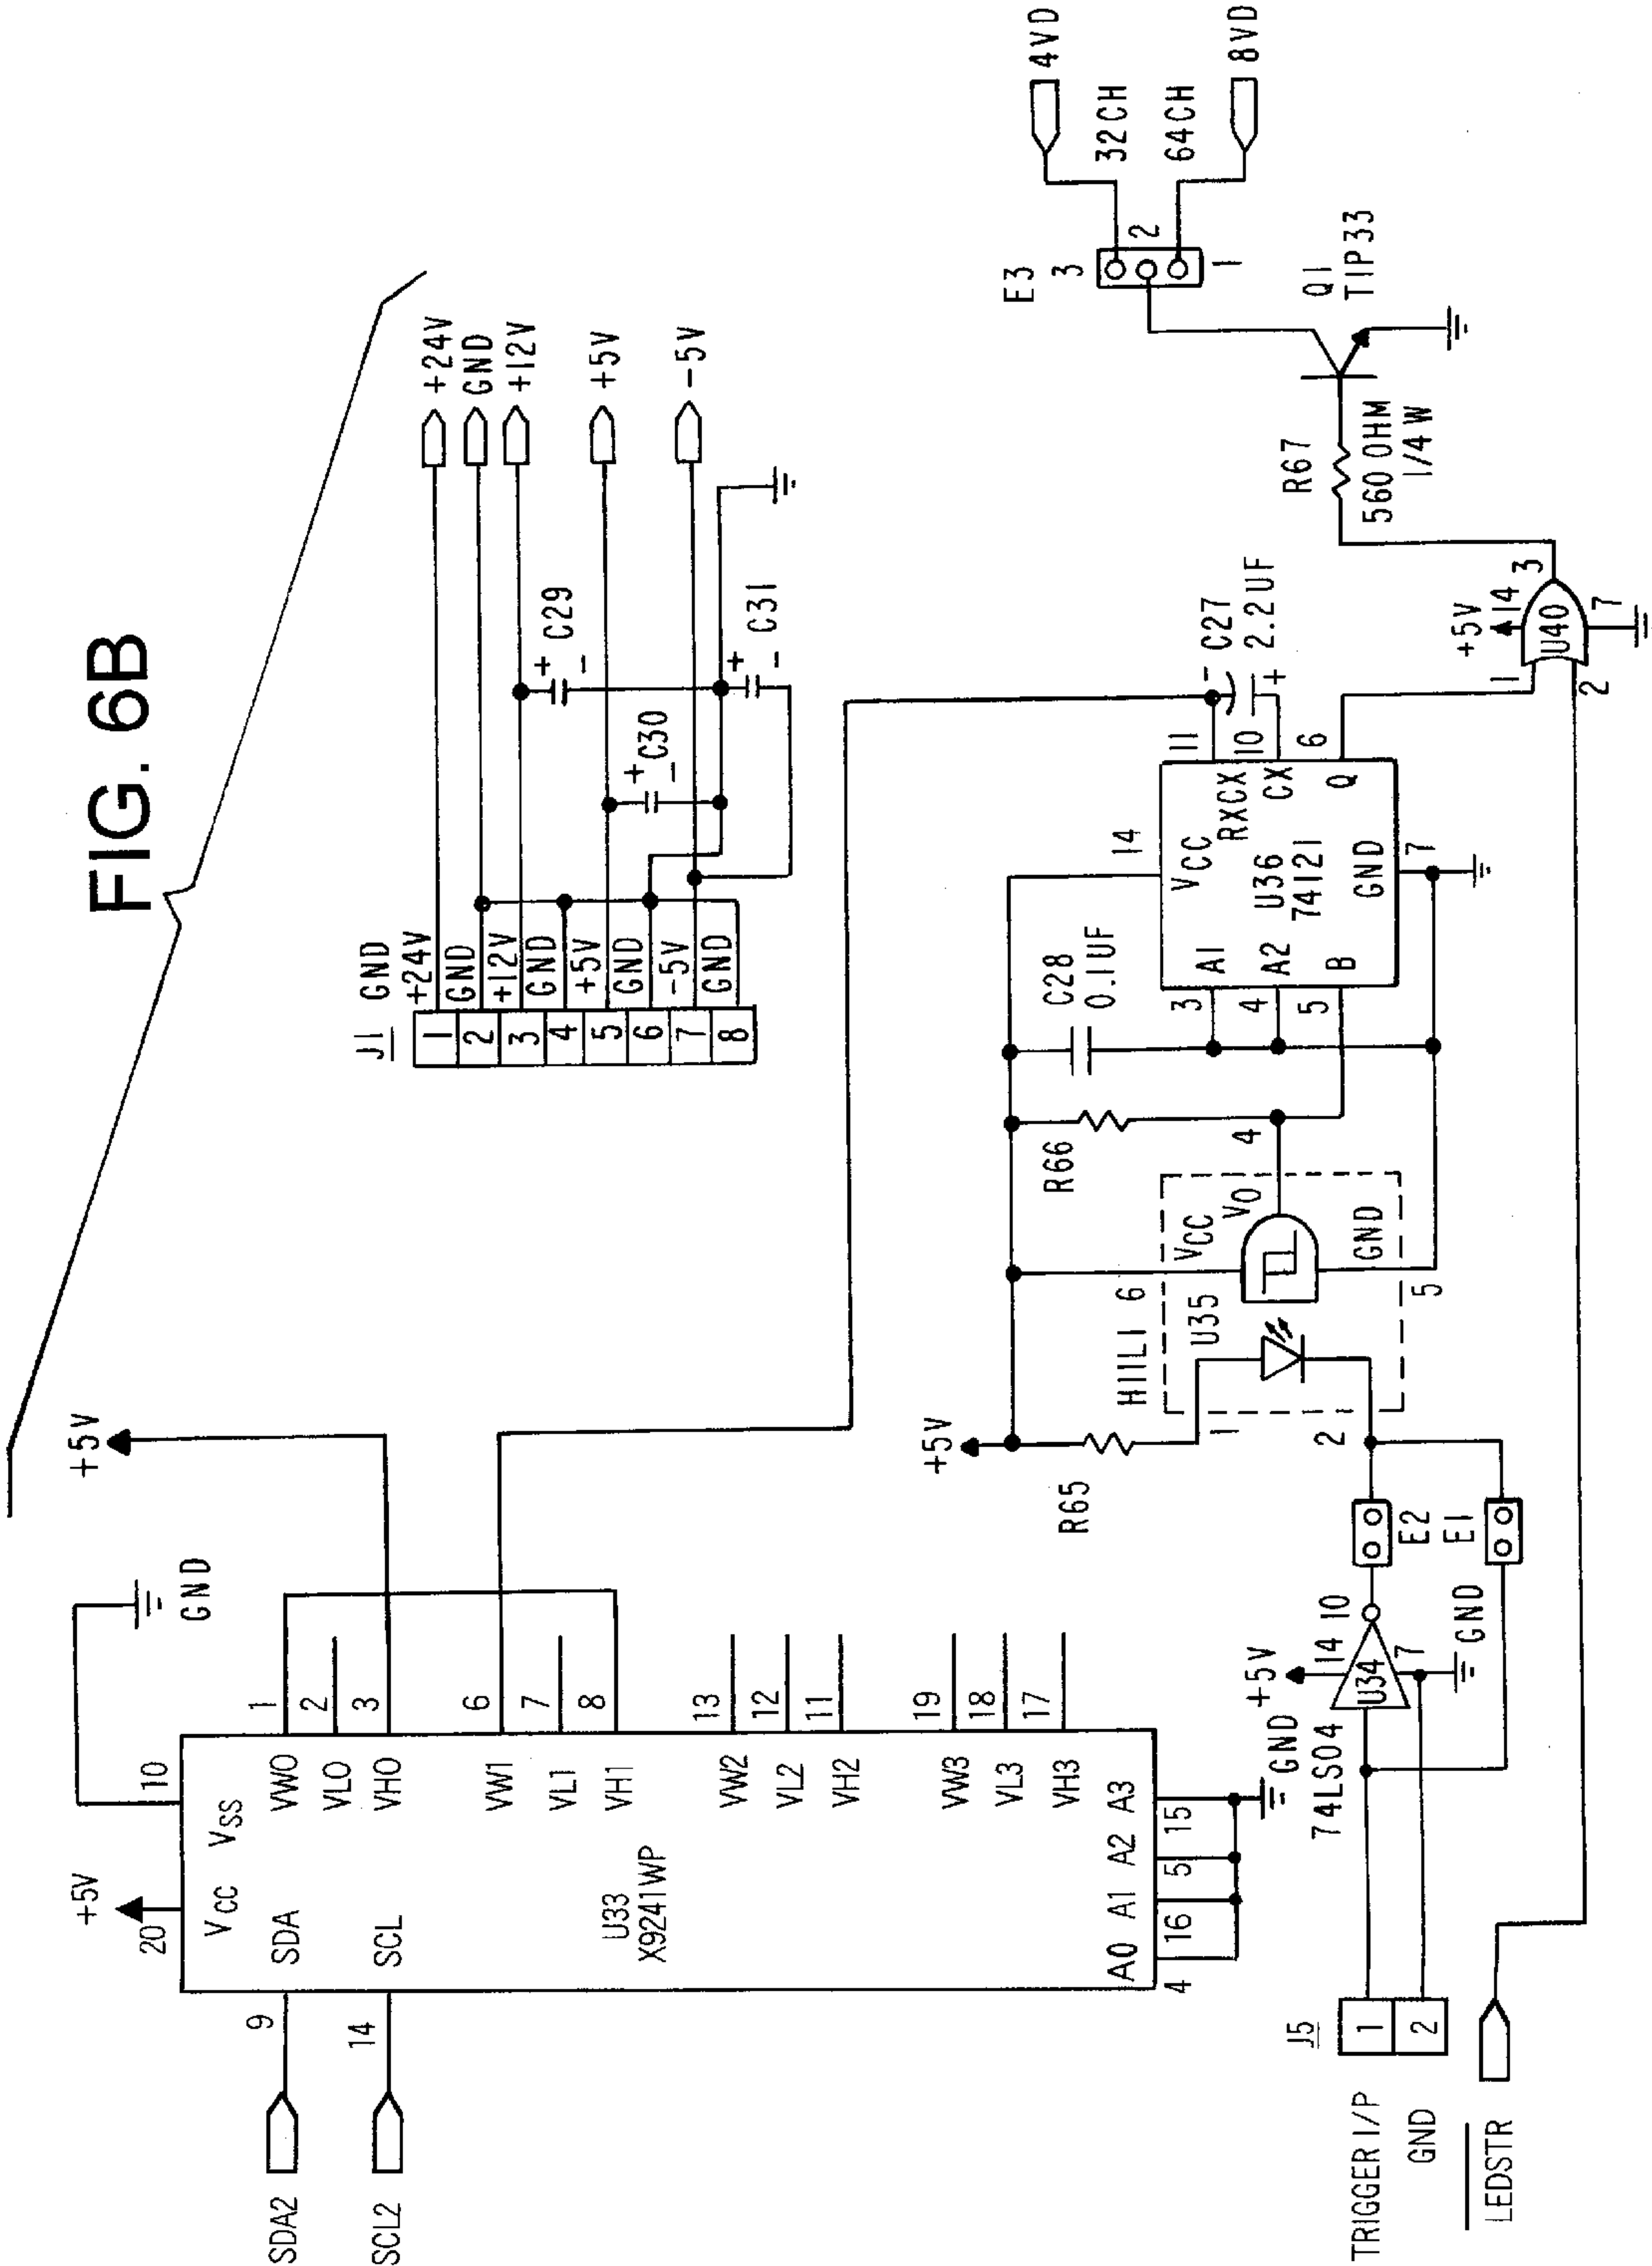 FIG. 6B
SDA2
SCL2
9
14
+5V
20
10
GND
VCC
VSS
SDA
SCL
U33
X9241WP
VW0
VL0
VH0
VW1
VL1
VH1
VW2
VL2
VH2
VW3
VL3
VH3
1
2
3
6
7
8
13
12
11
19
18
17
A0
A1
A2
A3
4
16
5
15
GND
+5V
J1
GND
1
2
3
4
5
6
7
8
+24V
GND
+12V
GND
+5V
GND
-5V
GND
+24V
GND
+12V
+5V
-5V
+
C29
-
+
C30
-
+
C31
-
TRIGGER I/P
GND
LEDSTR
J5
1
2
74LS04
+5V
14
U34
10
7
GND
E2
E1
+5V
R65
1
2
H11L1
6
U35
VCC
VO
GND
5
4
R66
C28
0.1UF
3
4
5
A1
A2
B
14
VCC
RXCX
CX
U36
74121
Q
GND
7
11
10
6
-
C27
+
2.2UF
1
2
+5V
14
U40
3
7
R67
560 OHM
1/4W
Q1
TIP33
E3
3
2
1
32CH
64CH
4VD
8VD